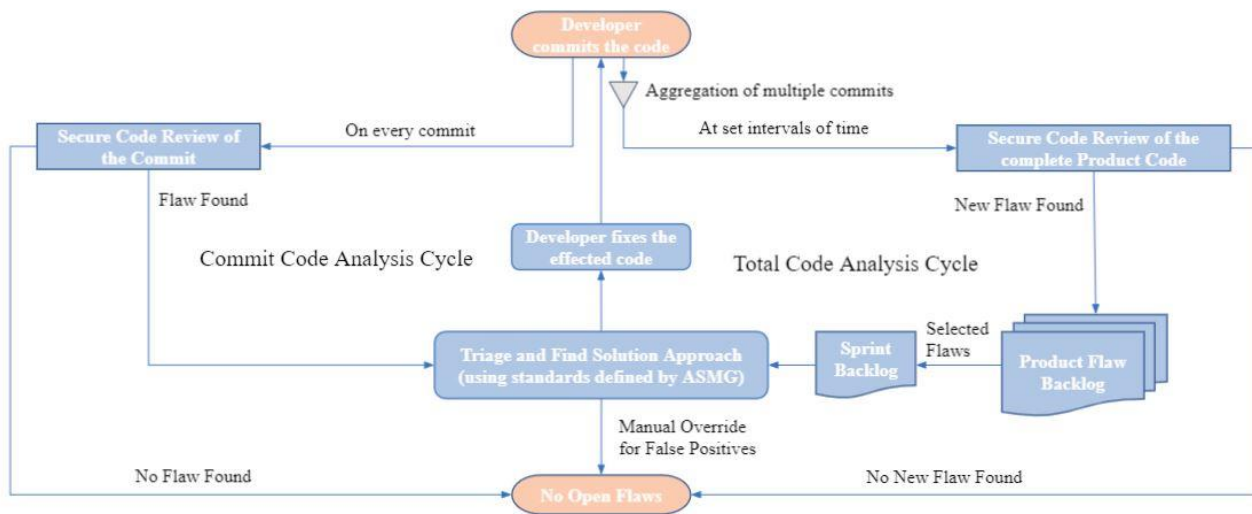 Developer
commits the code
Aggregation of multiple commits
On every commit
At set intervals of time
Secure Code Review of
the Commit
Secure Code Review of the
complete Product Code
Flaw Found
New Flaw Found
Developer fixes the
effected code
Commit Code Analysis Cycle
Total Code Analysis Cycle
Triage and Find Solution Approach
(using standards defined by ASMG)
Sprint
Backlog
Selected
Flaws
Product Flaw
Backlog
Manual Override
for False Positives
No Flaw Found
No Open Flaws
No New Flaw Found